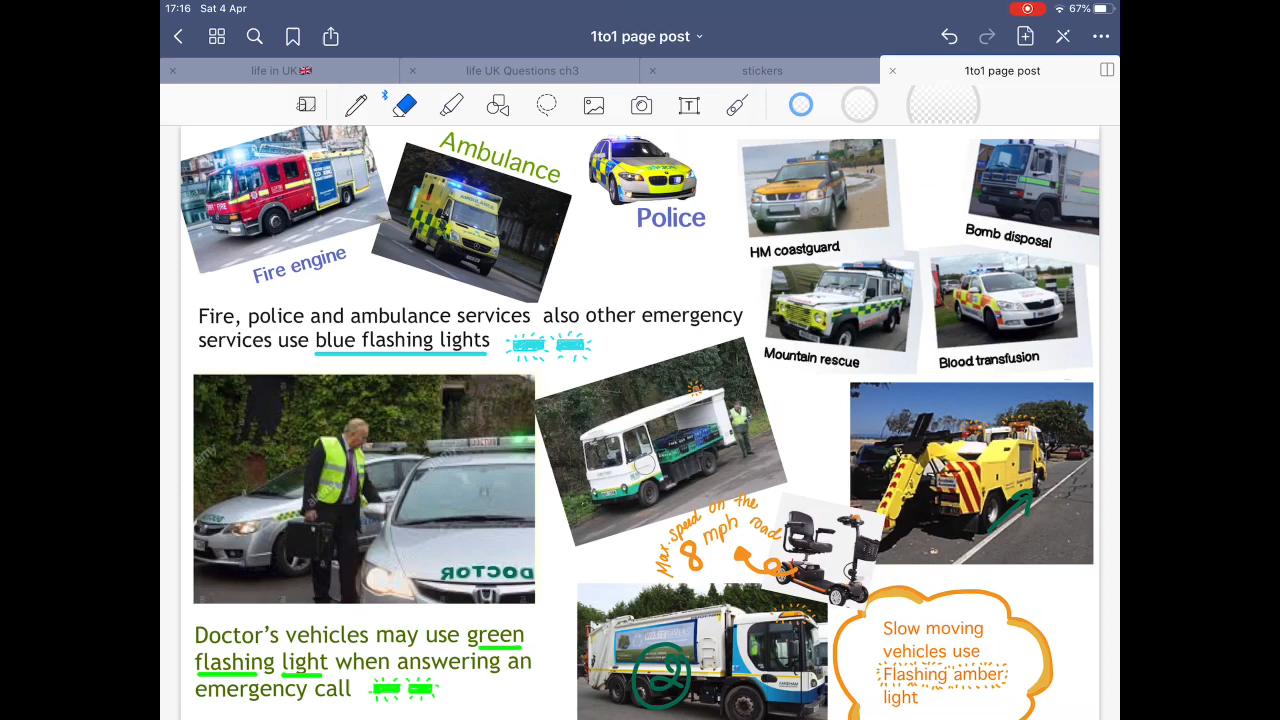 17:16 Sat 4 Apr
67%
1to1 page post
life in UK🇬🇧
life UK Questions ch3
stickers
1to1 page post
Fire engine
Ambulance
AMBULANCE
Police
HM coastguard
Bomb disposal
Mountain rescue
Blood transfusion
Fire, police and ambulance services also other emergency
services use blue flashing lights
DOCTOR
Max. speed on the road
8 mph
Doctor's vehicles may use green
flashing light when answering an
emergency call
2
Slow moving
vehicles use
Flashing amber
light